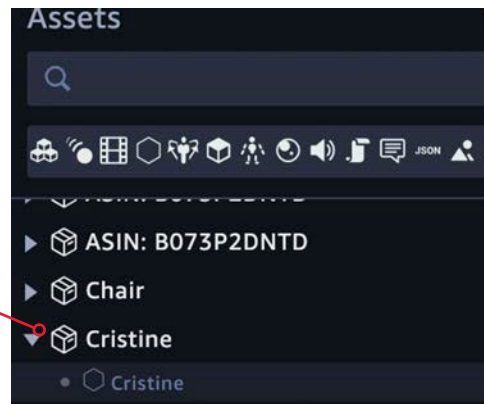 Assets
JSON
ASIN: B073P2DNTD
Chair
Cristine
Cristine